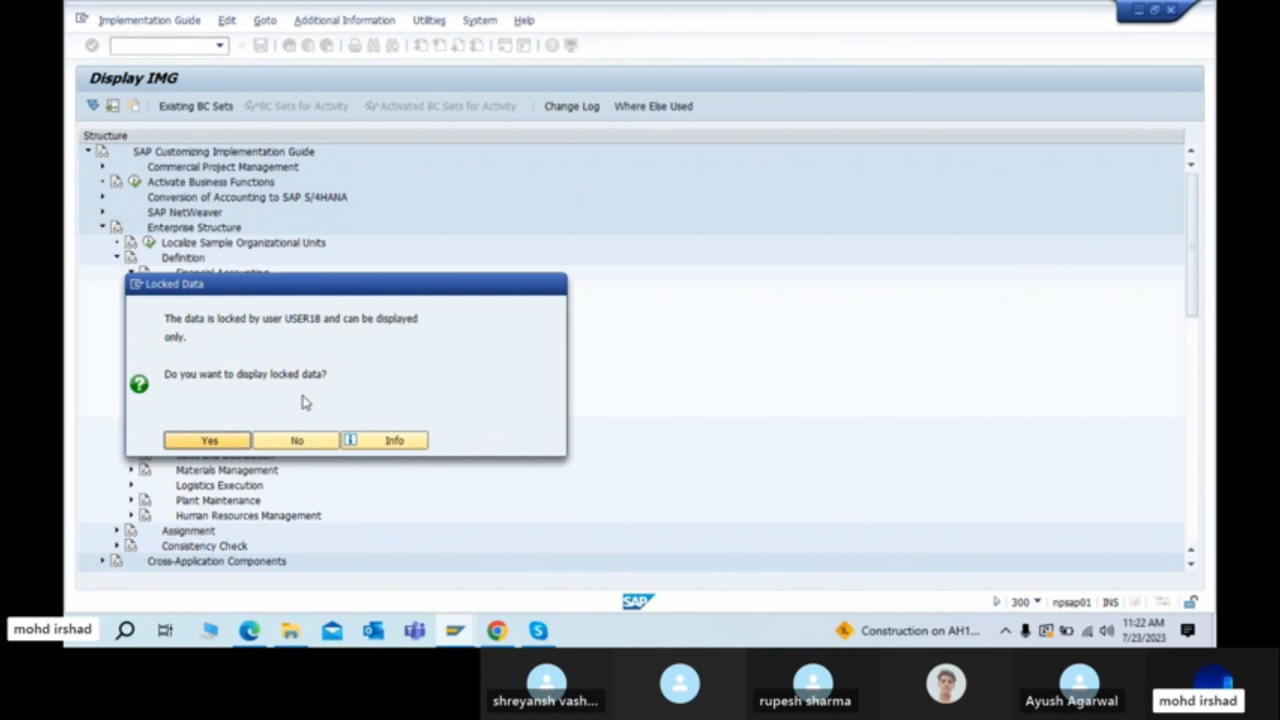 Implementation Guide Edit Goto Additional Information Utilities System Help
Display IMG
Existing BC Sets BC Sets for Activity Activated BC Sets for Activity Change Log Where Else Used
Structure
SAP Customizing Implementation Guide
Commercial Project Management
Activate Business Functions
Conversion of Accounting to SAP S/4HANA
SAP NetWeaver
Enterprise Structure
Localize Sample Organizational Units
Definition
Financial Accounting
Locked Data
The data is locked by user USER18 and can be displayed
only.
Do you want to display locked data?
Yes No Info
Materials Management
Logistics Execution
Plant Maintenance
Human Resources Management
Assignment
Consistency Check
Cross-Application Components
SAP 300 npsap01 INS
mohd irshad Construction on AH1... 11:22 AM
7/23/2023
shreyansh vash... rupesh sharma Ayush Agarwal mohd irshad